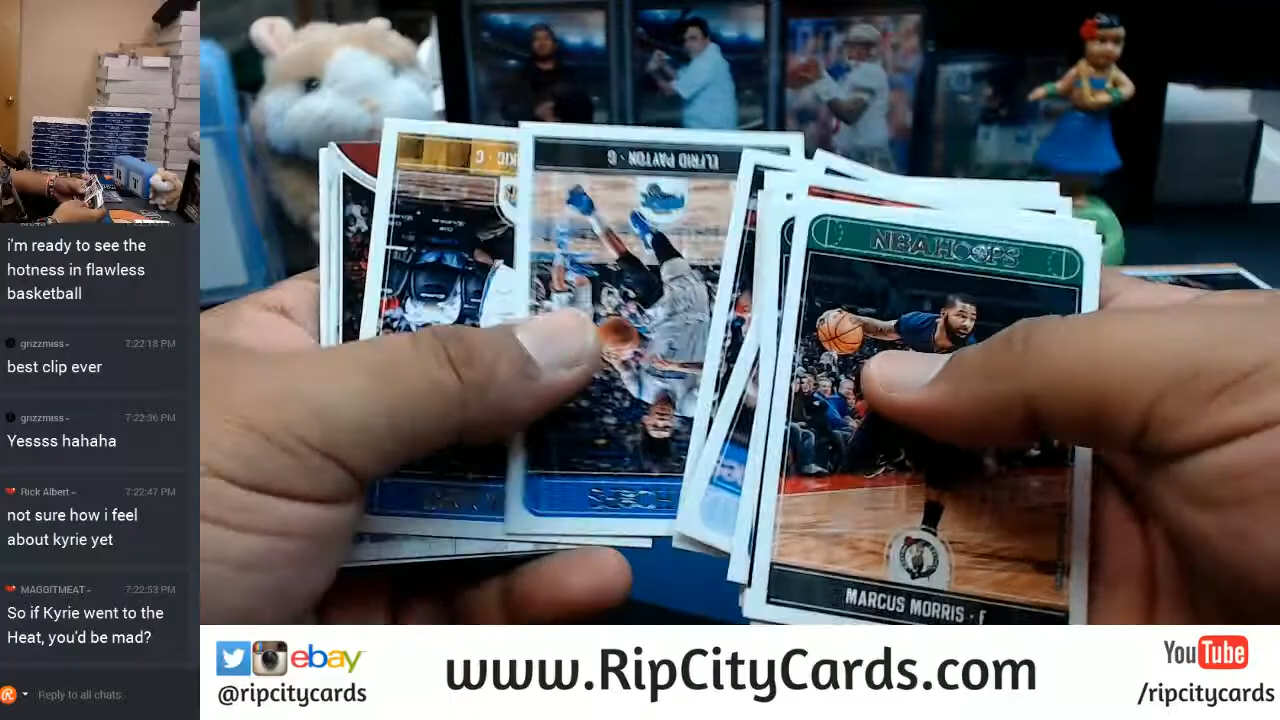 i'm ready to see the
hotness in flawless
basketball
grizzmiss-
7:22:18 PM
best clip ever
grizzmiss-
7:22:36 PM
Yessss hahaha
Rick Albert-
7:22:47 PM
not sure how i feel
about kyrie yet
MAGGITMEAT-
7:22:53 PM
So if Kyrie went to the
Heat, you'd be mad?
Reply to all chats..
KIC · C
ELFRID PAYTON · G
NBA HOOPS
MARCUS MORRIS · F
ebay
@ripcitycards
www.RipCityCards.com
YouTube
/ripcitycards